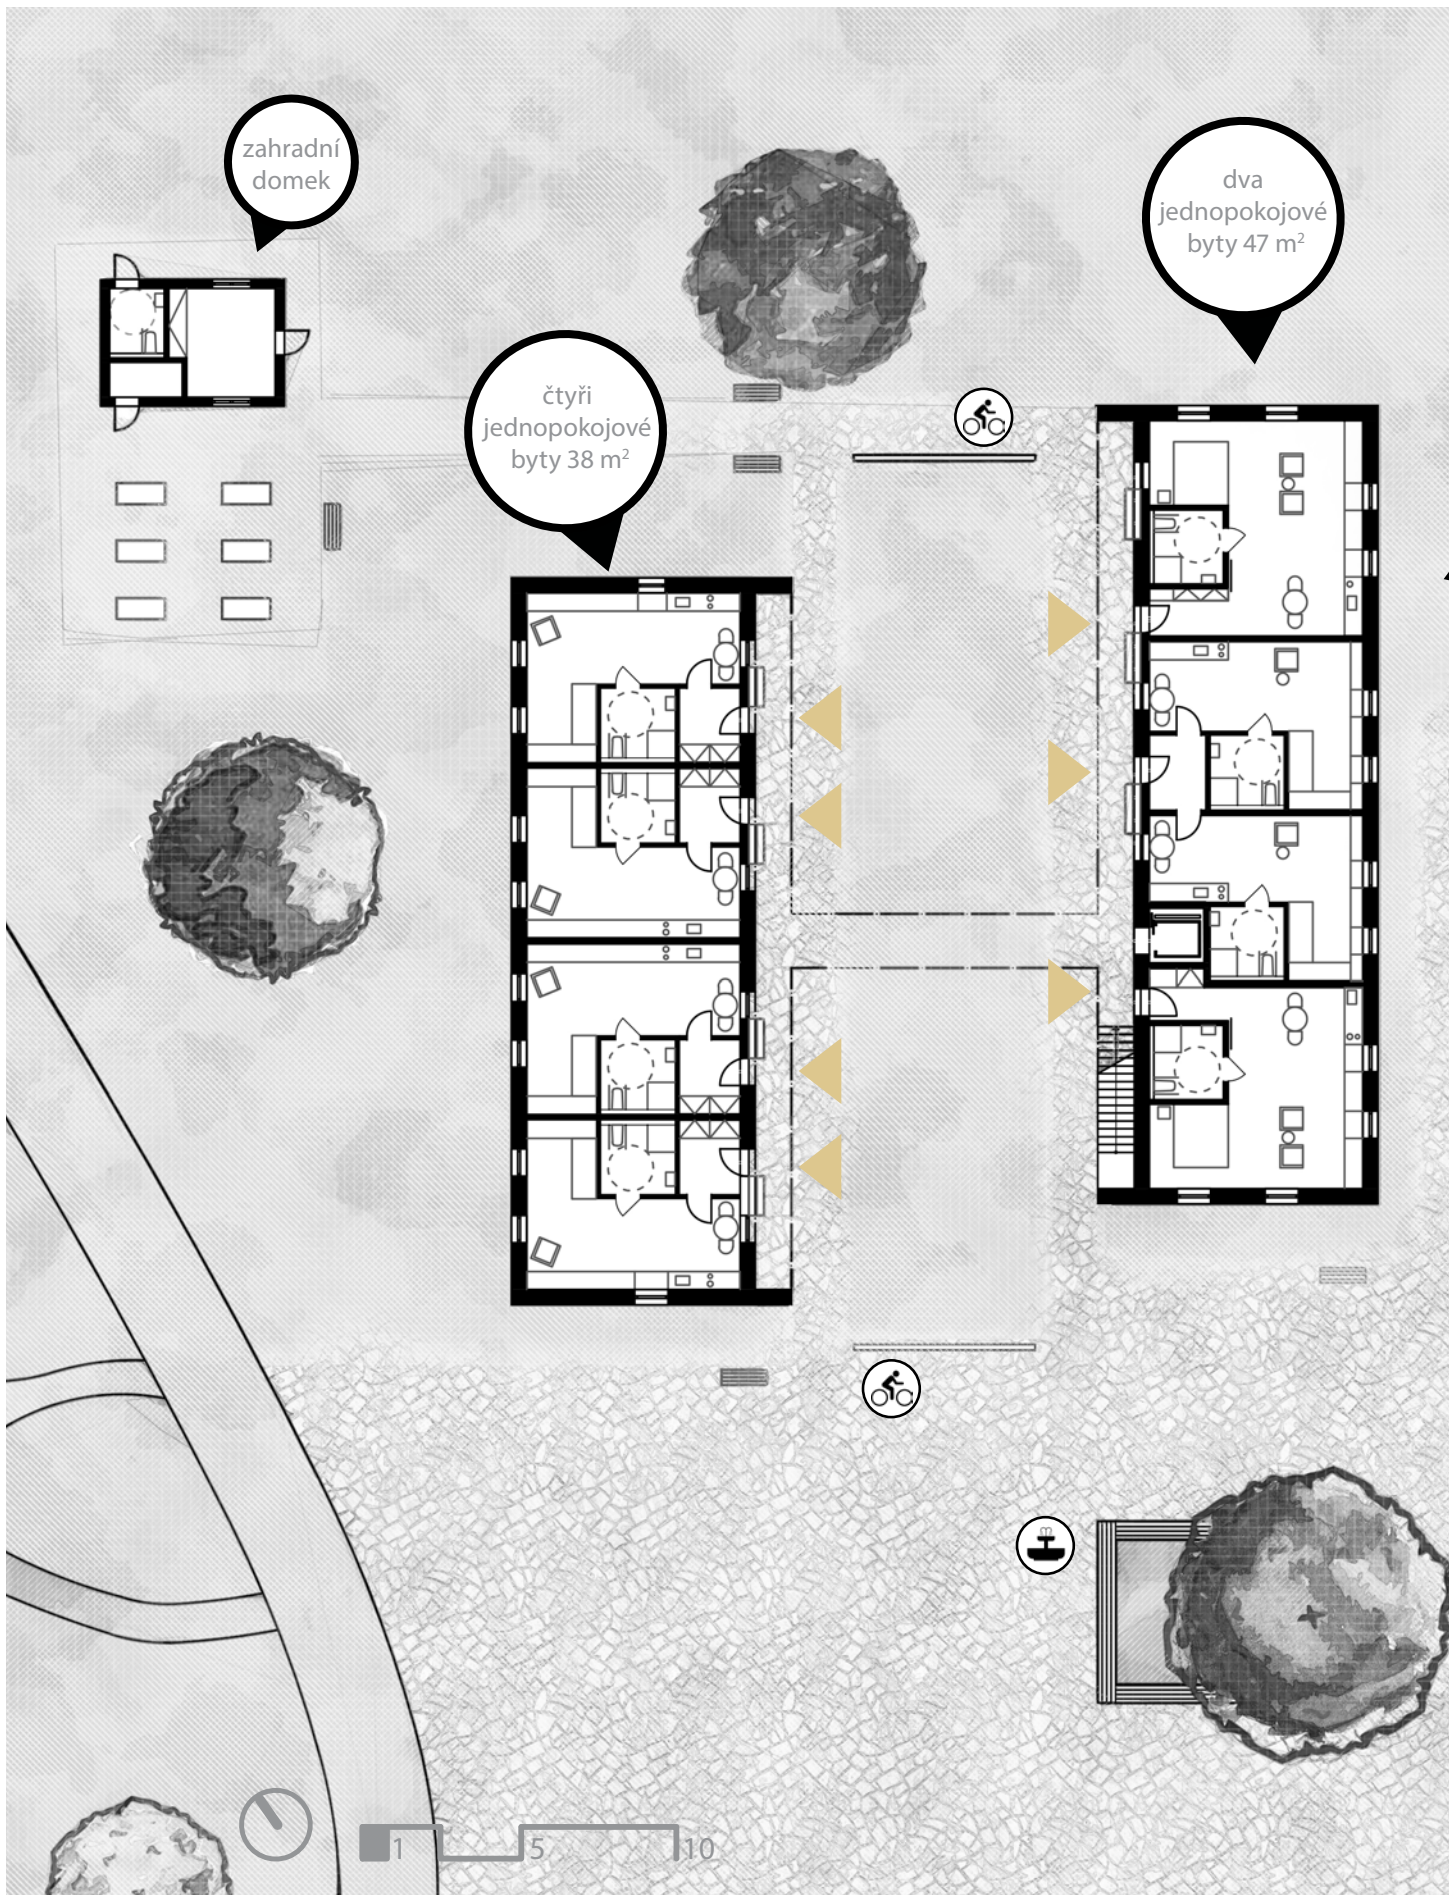 zahradní
domek
dva
jednopokojové
byty 47 m²
čtyři
jednopokojové
byty 38 m²
1 5 10